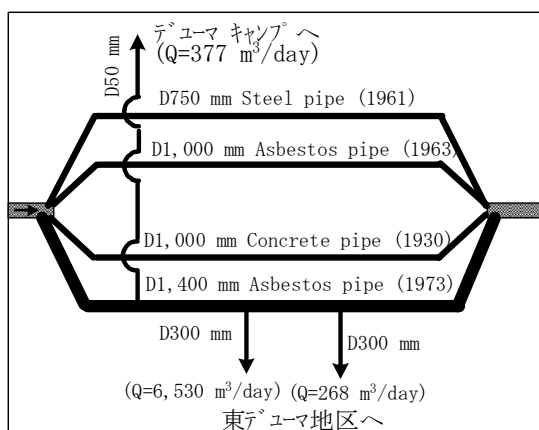 デューマ キャンプ へ
(Q=377 m³/day)
D50 mm
D750 mm Steel pipe (1961)
D1,000 mm Asbestos pipe (1963)
D1,000 mm Concrete pipe (1930)
D1,400 mm Asbestos pipe (1973)
D300 mm
D300 mm
(Q=6,530 m³/day) (Q=268 m³/day)
東デューマ地区へ